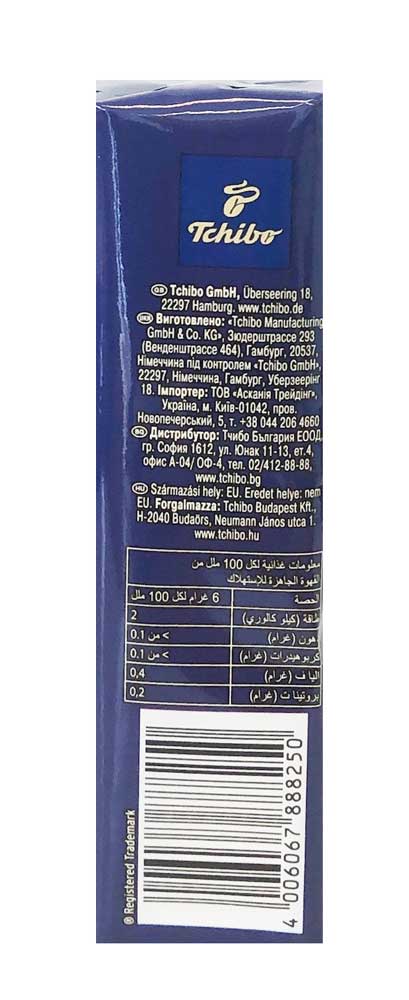 Tchibo
GB Tchibo GmbH, Überseering 18,
22297 Hamburg. www.tchibo.de
UKR Виготовлено: «Tchibo Manufacturing
GmbH & Co. KG», Зюдерштрассе 293
(Венденштрассе 464), Гамбург, 20537,
Німеччина під контролем «Tchibo GmbH»,
22297, Німеччина, Гамбург, Уберзеерінг
18. Імпортер: ТОВ «Асканія Трейдінг»,
Україна, м. Київ-01042, пров.
Новопечерський, 5, т. +38 044 206 4660
BG Дистрибутор: Тчибо България ЕООД,
гр. София 1612, ул. Юнак 11-13, ет.4,
офис А-04/ ОФ-4, тел. 02/412-88-88,
www.tchibo.bg
HU Származási hely: EU. Eredet helye: nem
EU. Forgalmazza: Tchibo Budapest Kft.,
H-2040 Budaörs, Neumann János utca 1.
www.tchibo.hu
معلومات غذائية لكل 100 ملل من
القهوة الجاهزة للإستهلاك
الحصة 6 غرام لكل 100 ملل
طاقة (كيلو كالوري) 2
دهون (غرام) > من 0.1
كربوهيدرات (غرام) > من 0.1
اليا ف (غرام) 0,4
بروتينا ت (غرام) 0,2
® Registered Trademark
4 006067 888250